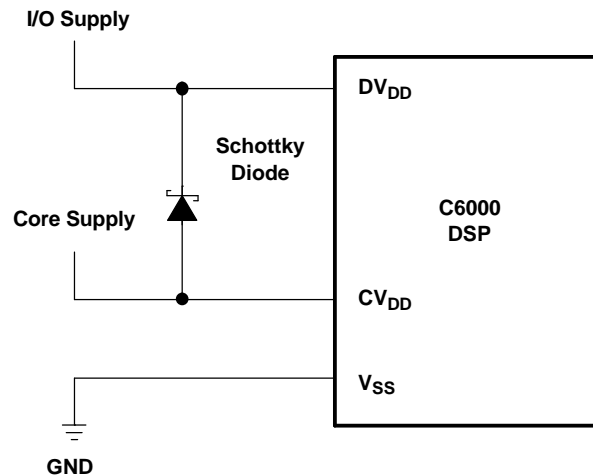 I/O Supply
DVDD
Schottky
Diode
C6000
DSP
Core Supply
CVDD
VSS
GND